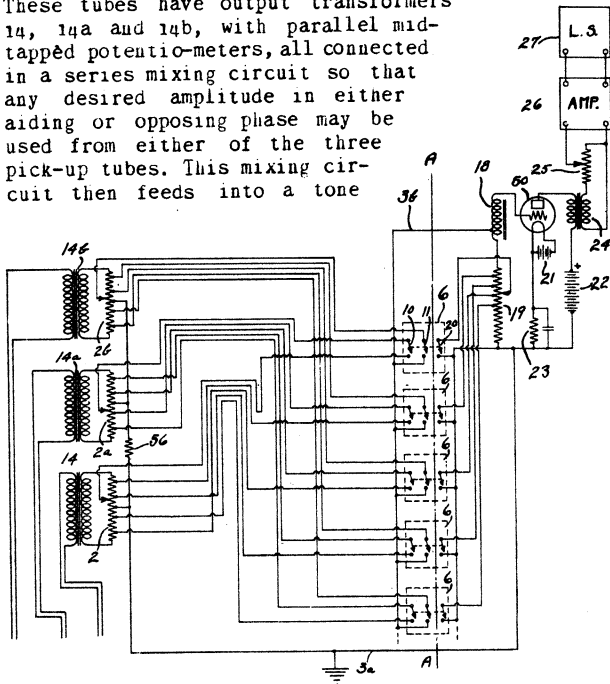 These tubes have output transformers
14, 14a and 14b, with parallel mid-
tapped potentio-meters, all connected
in a series mixing circuit so that
any desired amplitude in either
aiding or opposing phase may be
used from either of the three
pick-up tubes. This mixing cir-
cuit then feeds into a tone
27
L.S.
26
AMP.
A
18
50
25
36
24
21
22
+
14b
6
10
11
20
19
23
2b
14a
6
2a
56
6
14
6
2
6
3a
A